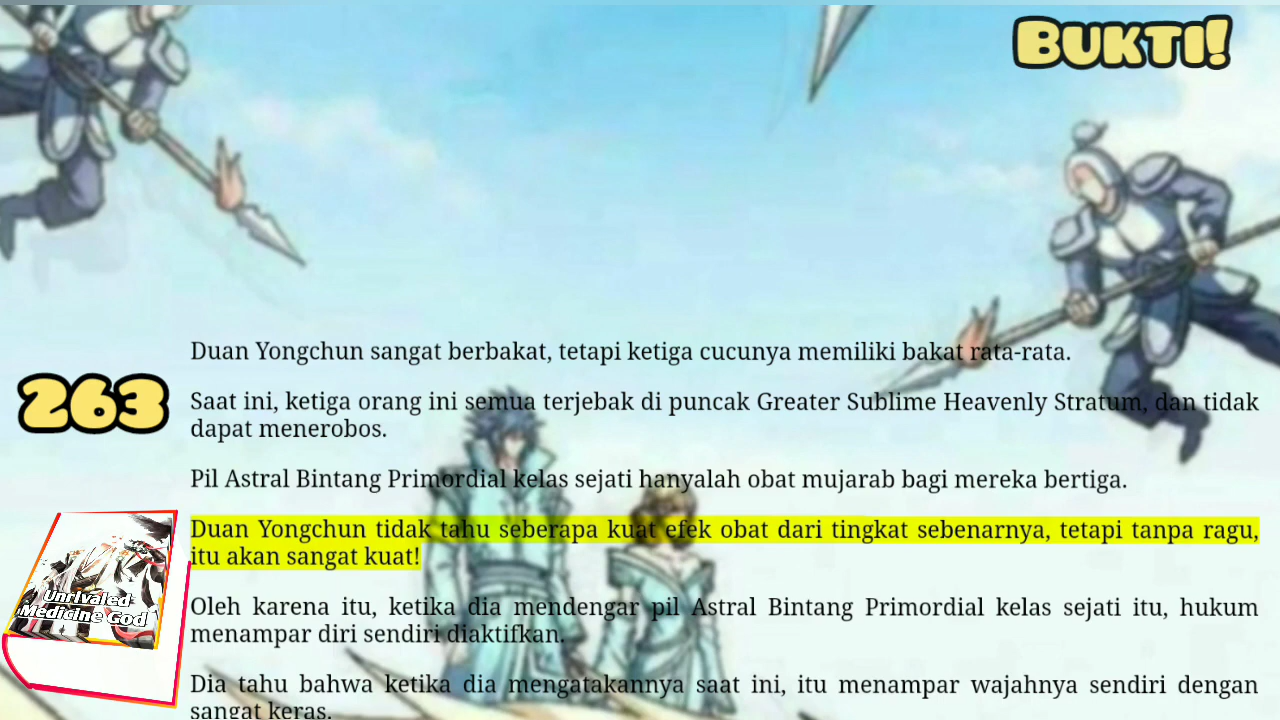 BUKTI!
Duan Yongchun sangat berbakat, tetapi ketiga cucunya memiliki bakat rata-rata.
263
Saat ini, ketiga orang ini semua terjebak di puncak Greater Sublime Heavenly Stratum, dan tidak
dapat menerobos.
Pil Astral Bintang Primordial kelas sejati hanyalah obat mujarab bagi mereka bertiga.
Duan Yongchun tidak tahu seberapa kuat efek obat dari tingkat sebenarnya, tetapi tanpa ragu,
itu akan sangat kuat!
Unrivaled
Medicine God
Oleh karena itu, ketika dia mendengar pil Astral Bintang Primordial kelas sejati itu, hukum
menampar diri sendiri diaktifkan.
Dia tahu bahwa ketika dia mengatakannya saat ini, itu menampar wajahnya sendiri dengan
sangat keras.